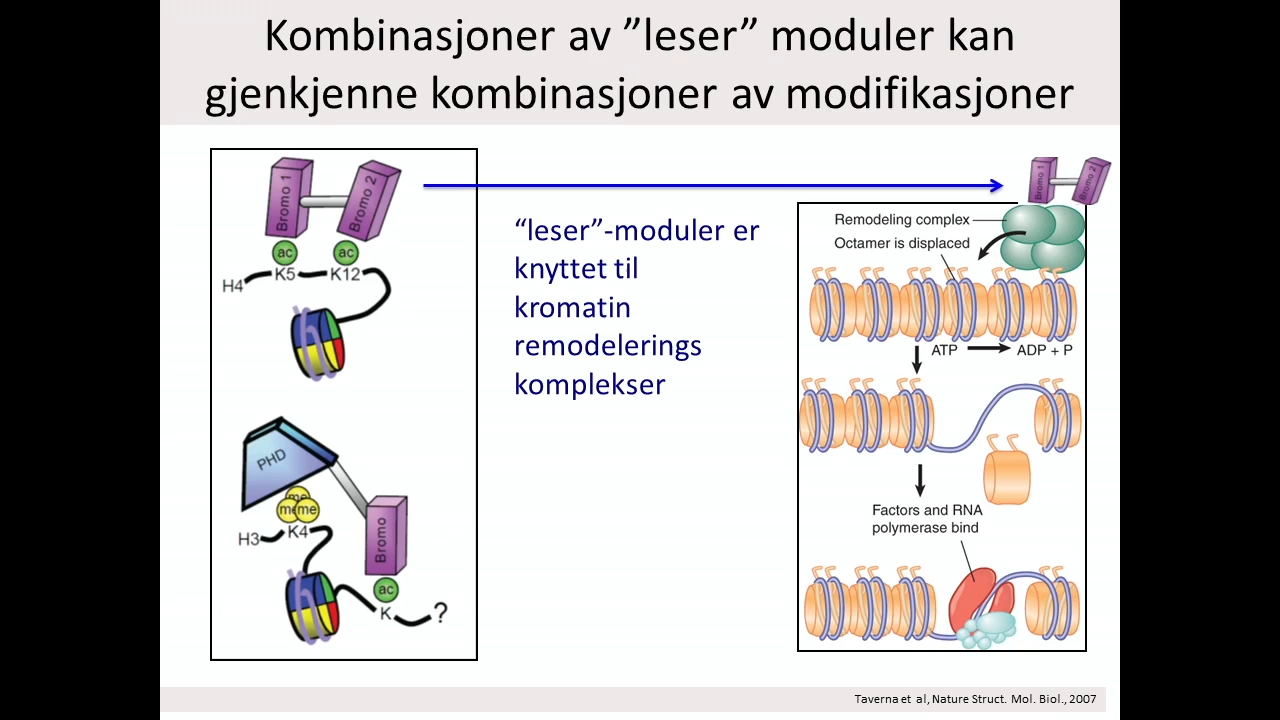 Kombinasjoner av ”leser” moduler kan
gjenkjenne kombinasjoner av modifikasjoner
Bromo 1
Bromo 2
ac
ac
H4
K5
K12
PHD
me
me
me
H3
K4
Bromo
ac
K
?
“leser”-moduler er
knyttet til
kromatin
remodelerings
komplekser
Bromo 1
Bromo 2
Remodeling complex
Octamer is displaced
ATP
ADP + P
Factors and RNA
polymerase bind
Taverna et al, Nature Struct. Mol. Biol., 2007